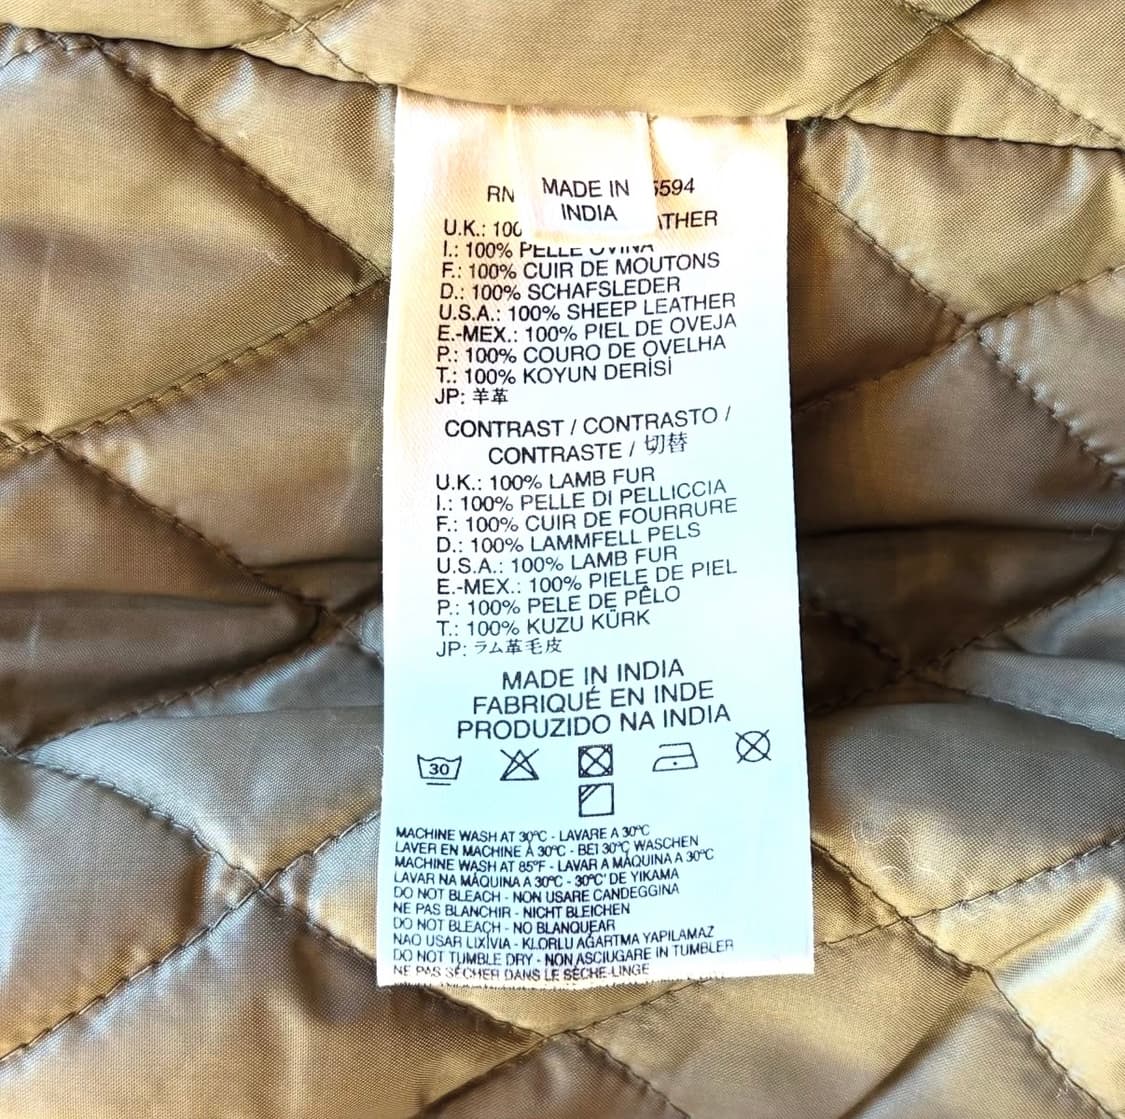 RN MADE IN 5594
INDIA
U.K.: 100
I.: 100% PELLE OVINA
F.: 100% CUIR DE MOUTONS
D.: 100% SCHAFSLEDER
U.S.A.: 100% SHEEP LEATHER
E.-MEX.: 100% PIEL DE OVEJA
P.: 100% COURO DE OVELHA
T.: 100% KOYUN DERİSİ
JP: 羊革
CONTRAST / CONTRASTO /
CONTRASTE / 切替
U.K.: 100% LAMB FUR
I.: 100% PELLE DI PELLICCIA
F.: 100% CUIR DE FOURRURE
D.: 100% LAMMFELL PELS
U.S.A.: 100% LAMB FUR
E.-MEX.: 100% PIELE DE PIEL
P.: 100% PELE DE PÊLO
T.: 100% KUZU KÜRK
JP: ラム革毛皮
MADE IN INDIA
FABRIQUÉ EN INDE
PRODUZIDO NA INDIA
30
MACHINE WASH AT 30°C - LAVARE A 30°C
LAVER EN MACHINE À 30°C - BEI 30°C WASCHEN
MACHINE WASH AT 85°F - LAVAR A MÁQUINA A 30°C
LAVAR NA MÁQUINA A 30°C - 30°C' DE YIKAMA
DO NOT BLEACH - NON USARE CANDEGGINA
NE PAS BLANCHIR - NICHT BLEICHEN
DO NOT BLEACH - NO BLANQUEAR
NAO USAR LIXÍVIA - KLORLU AĞARTMA YAPILAMAZ
DO NOT TUMBLE DRY - NON ASCIUGARE IN TUMBLER
NE PAS SÉCHER DANS LE SÈCHE-LINGE